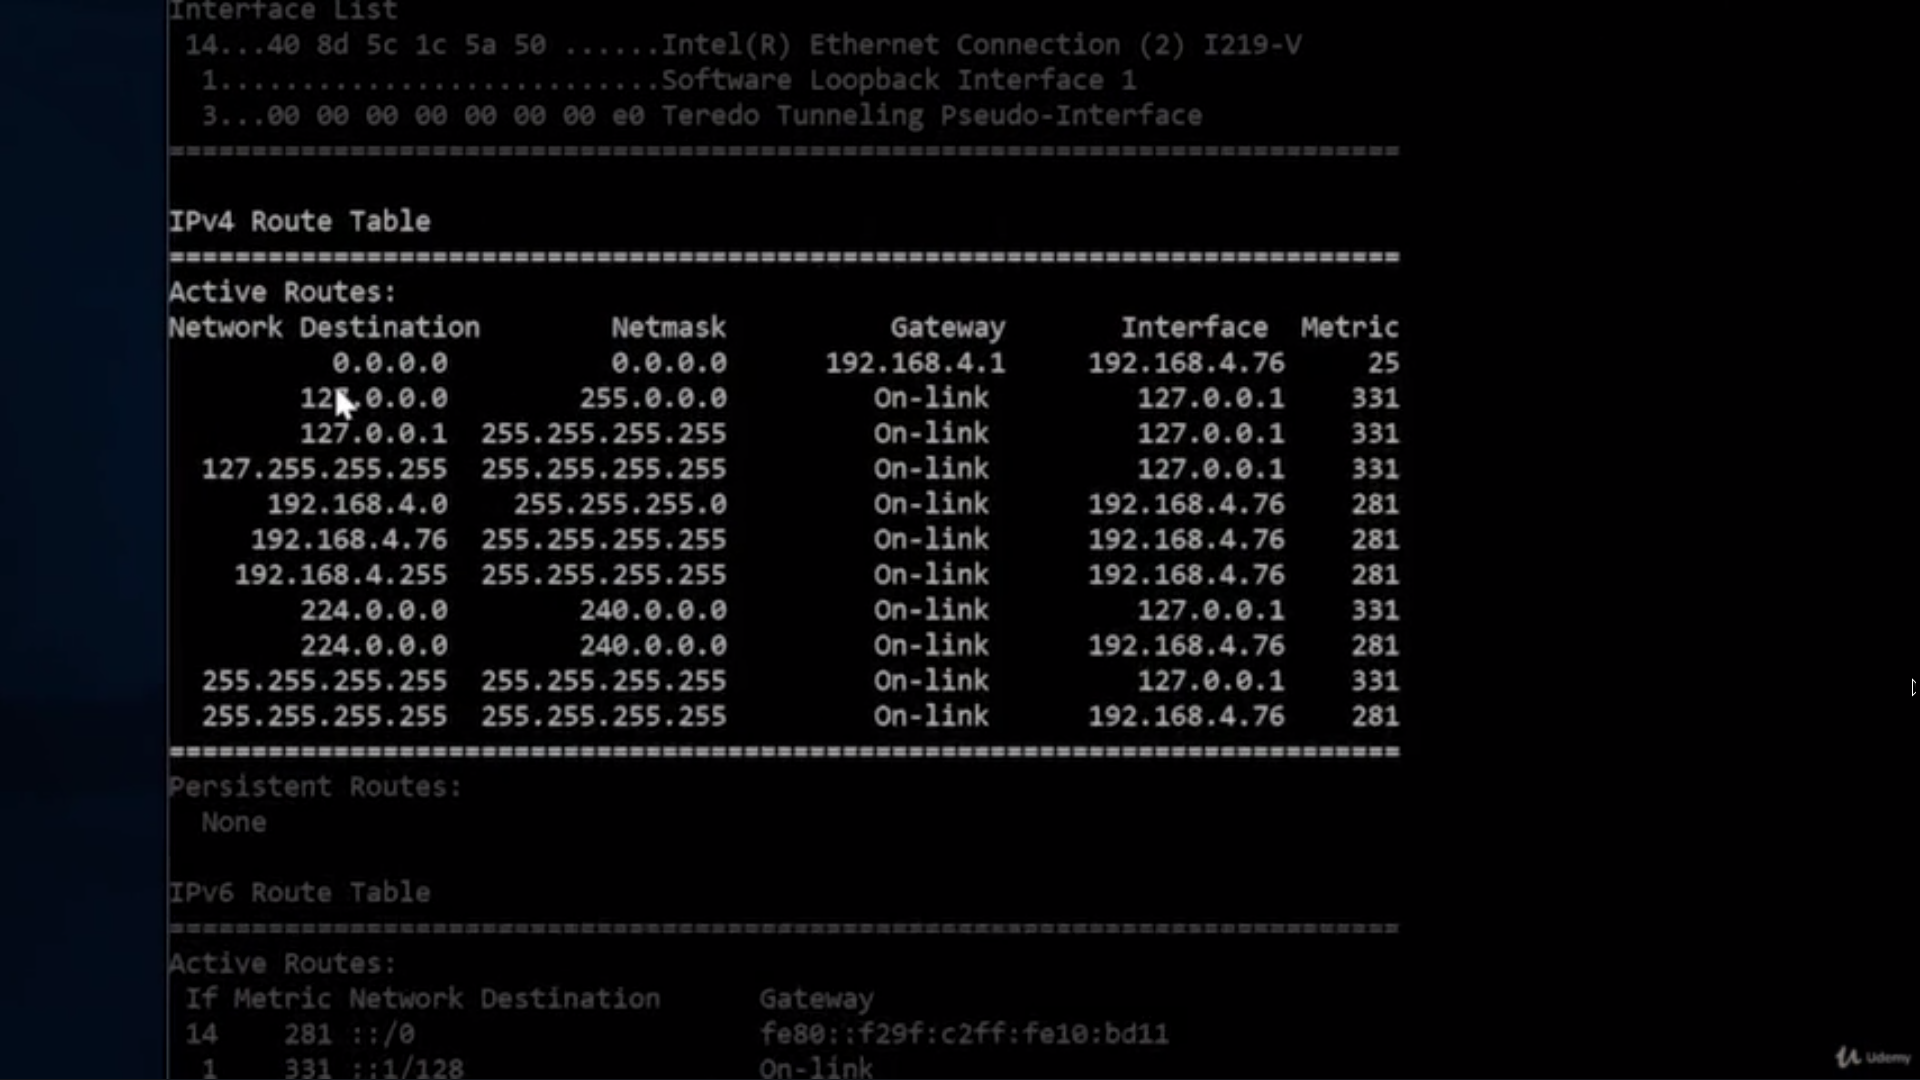 Interface List
14...40 8d 5c 1c 5a 50 ......Intel(R) Ethernet Connection (2) I219-V
1...........................Software Loopback Interface 1
3...00 00 00 00 00 00 00 e0 Teredo Tunneling Pseudo-Interface
===========================================================================
IPv4 Route Table
===========================================================================
Active Routes:
Network Destination Netmask Gateway Interface Metric
0.0.0.0 0.0.0.0 192.168.4.1 192.168.4.76 25
127.0.0.0 255.0.0.0 On-link 127.0.0.1 331
127.0.0.1 255.255.255.255 On-link 127.0.0.1 331
127.255.255.255 255.255.255.255 On-link 127.0.0.1 331
192.168.4.0 255.255.255.0 On-link 192.168.4.76 281
192.168.4.76 255.255.255.255 On-link 192.168.4.76 281
192.168.4.255 255.255.255.255 On-link 192.168.4.76 281
224.0.0.0 240.0.0.0 On-link 127.0.0.1 331
224.0.0.0 240.0.0.0 On-link 192.168.4.76 281
255.255.255.255 255.255.255.255 On-link 127.0.0.1 331
255.255.255.255 255.255.255.255 On-link 192.168.4.76 281
===========================================================================
Persistent Routes:
None
IPv6 Route Table
===========================================================================
Active Routes:
If Metric Network Destination Gateway
14 281 ::/0 fe80::f29f:c2ff:fe10:bd11
1 331 ::1/128 On-link
Udemy